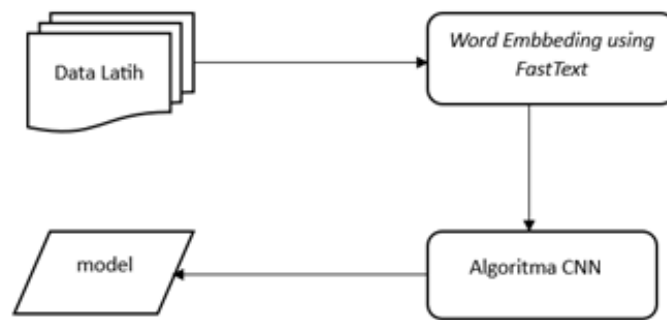 Data Latih
Word Embbeding using
FastText
Algoritma CNN
model